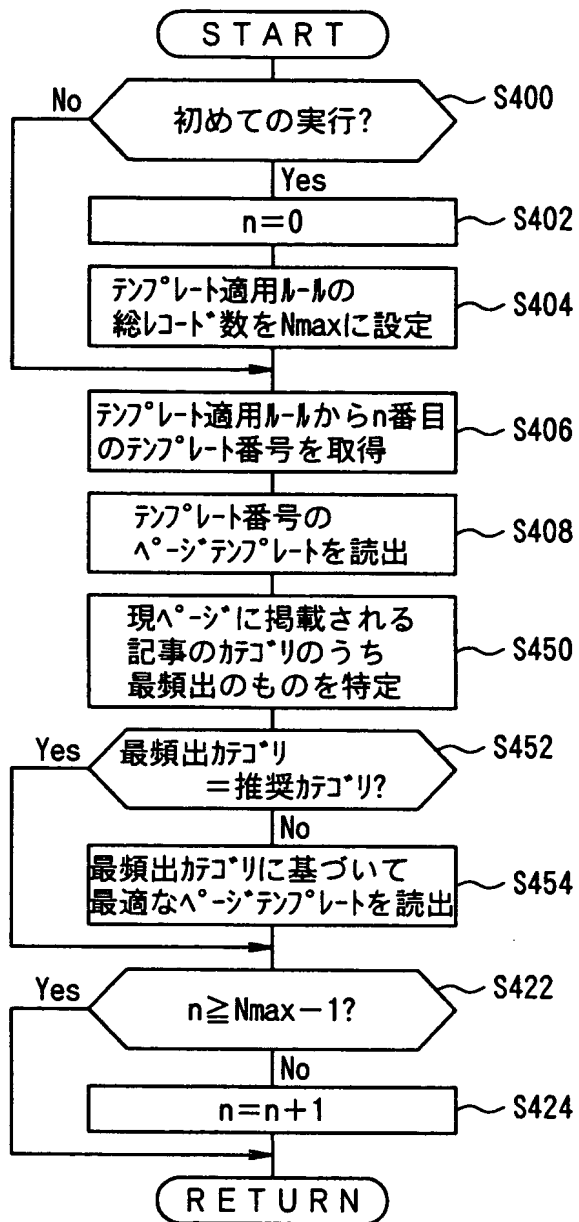 START
No
初めての実行?
S400
Yes
n=0
S402
テンプレート適用ルールの
総レコード数をNmaxに設定
S404
テンプレート適用ルールからn番目
のテンプレート番号を取得
S406
テンプレート番号の
ページテンプレートを読出
S408
現ページに掲載される
記事のカテゴリのうち
最頻出のものを特定
S450
Yes
最頻出カテゴリ
=推奨カテゴリ?
S452
No
最頻出カテゴリに基づいて
最適なページテンプレートを読出
S454
Yes
n≧Nmax-1?
S422
No
n=n+1
S424
RETURN